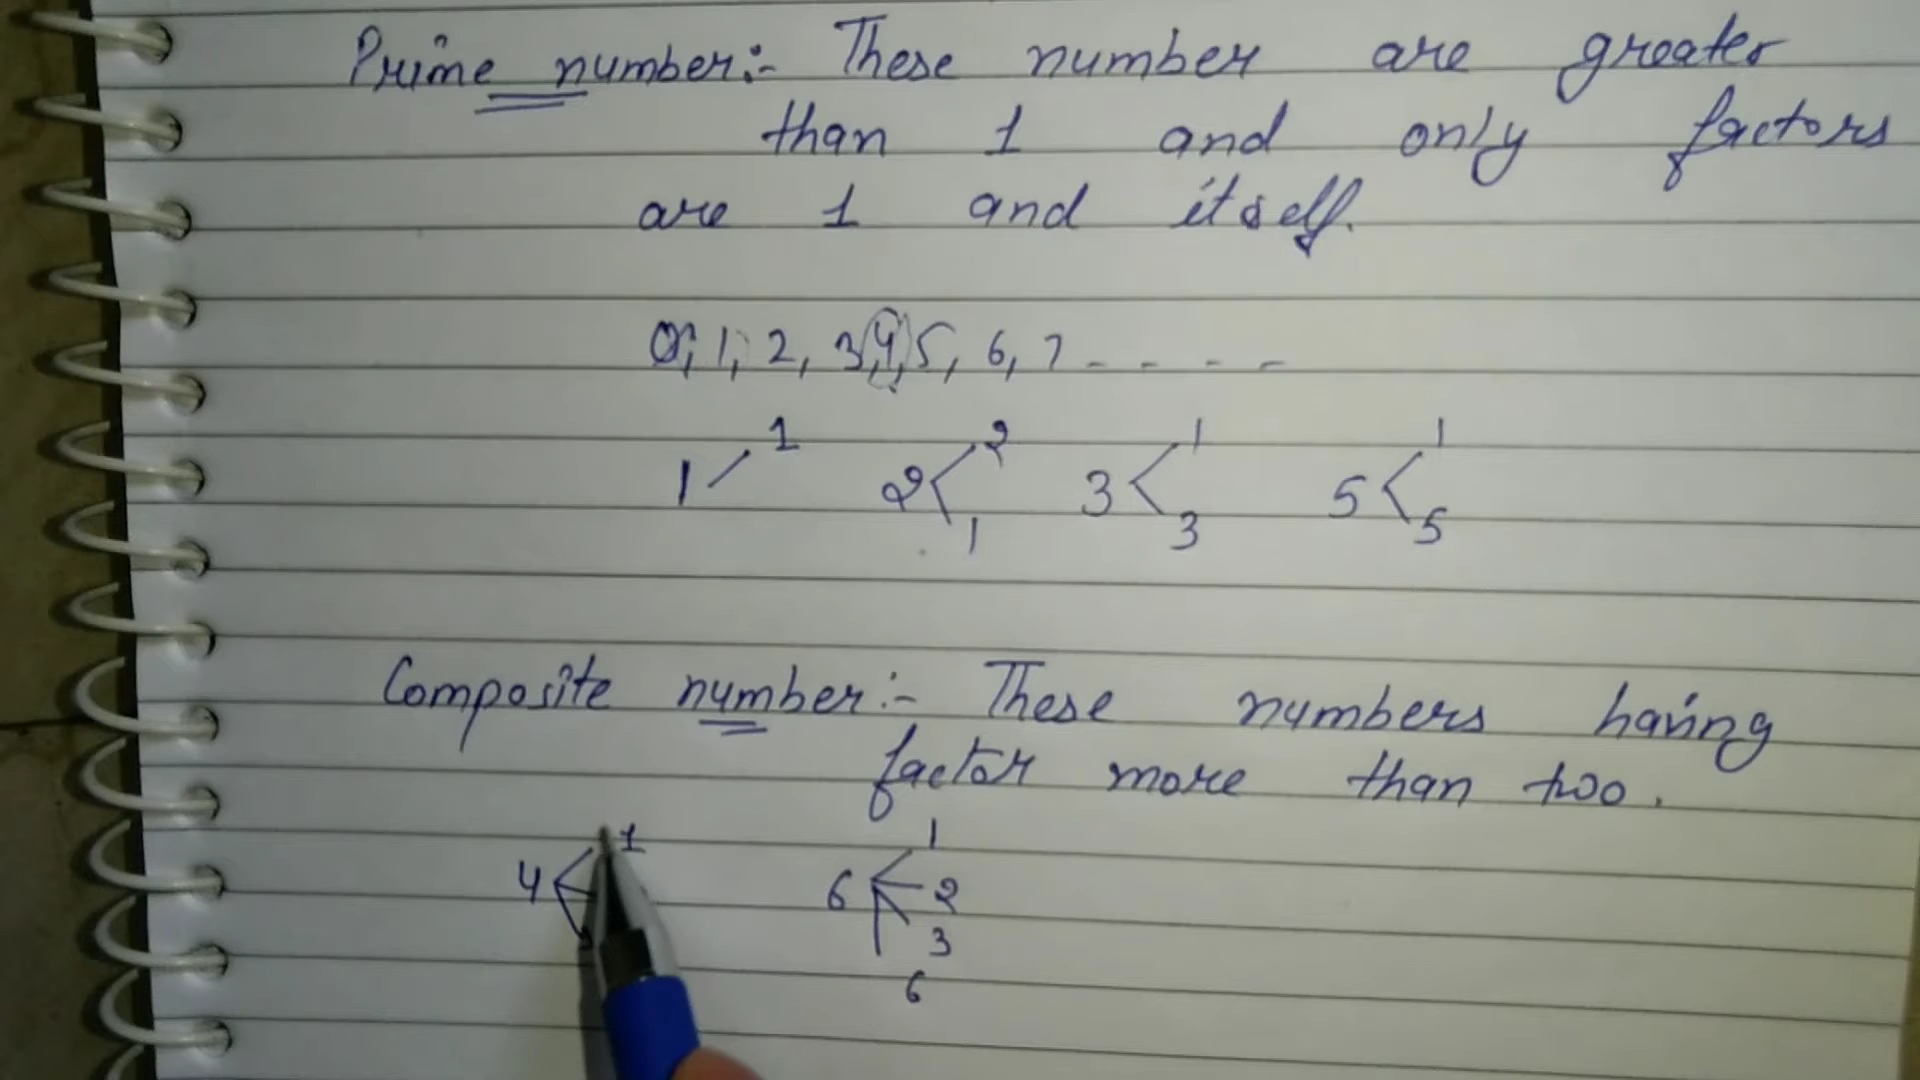 Prime number:- These number are greater
than 1 and only factors
are 1 and itself.
0, 1, 2, 3, 4, 5, 6, 7 - - - -
1 2 1 1
1 2 3 5
1 3 5
Composite number:- These numbers having
factor more than two.
1 1
4 6 2
3
6